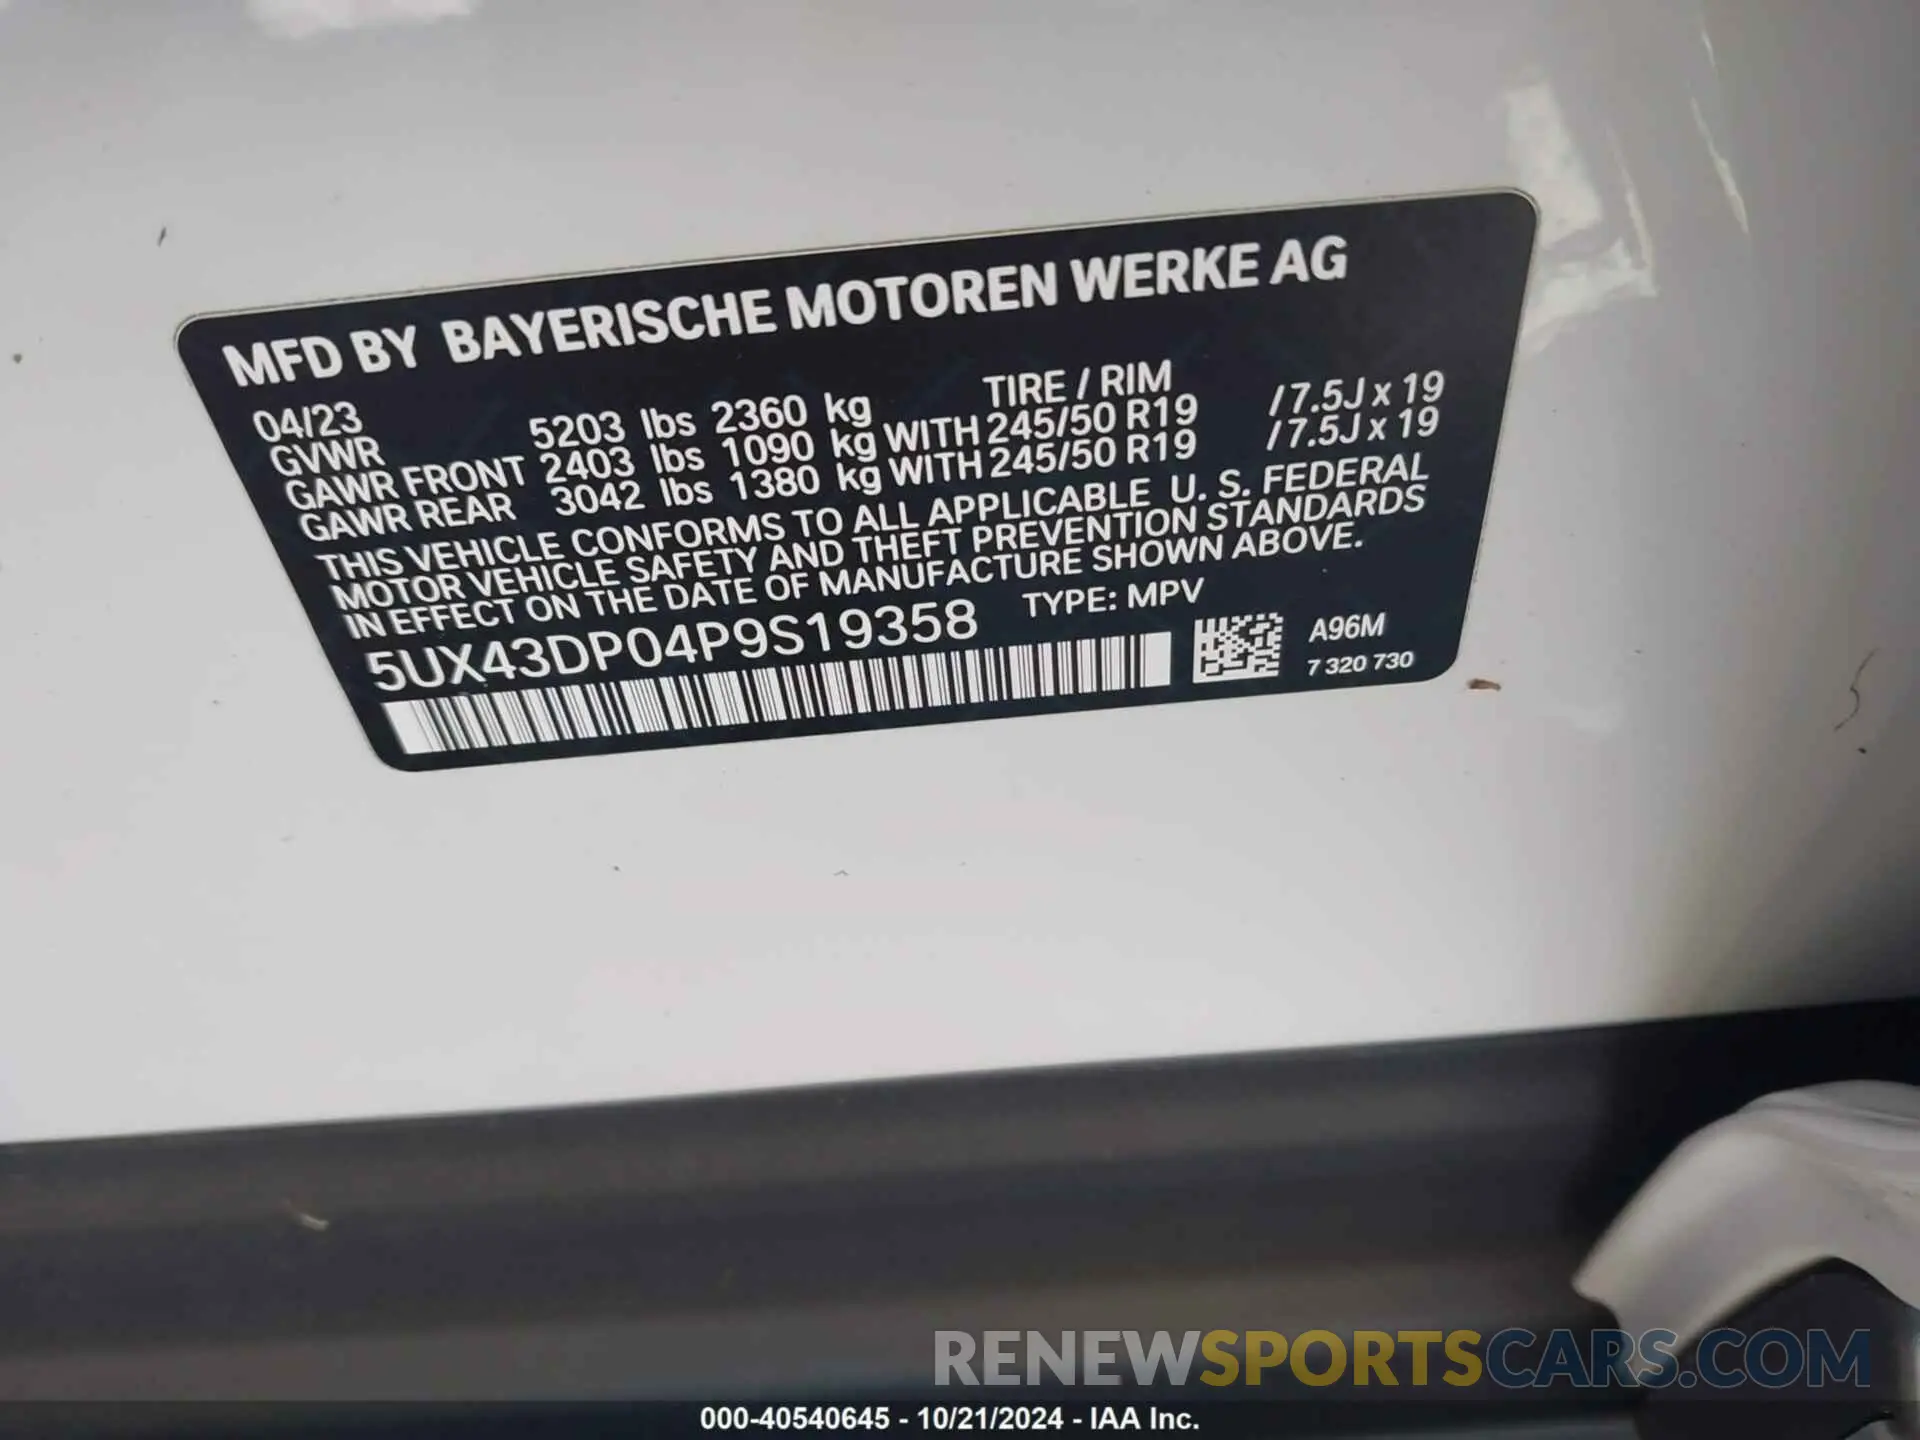 MFD BY BAYERISCHE MOTOREN WERKE AG
04/23 TIRE / RIM
GVWR 5203 lbs 2360 kg
GAWR FRONT 2403 lbs 1090 kg WITH 245/50 R19 /7.5J x 19
GAWR REAR 3042 lbs 1380 kg WITH 245/50 R19 /7.5J x 19
THIS VEHICLE CONFORMS TO ALL APPLICABLE U. S. FEDERAL
MOTOR VEHICLE SAFETY AND THEFT PREVENTION STANDARDS
IN EFFECT ON THE DATE OF MANUFACTURE SHOWN ABOVE.
5UX43DP04P9S19358 TYPE: MPV
A96M
7 320 730
RENEWSPORTSCARS.COM
000-40540645 - 10/21/2024 - IAA Inc.